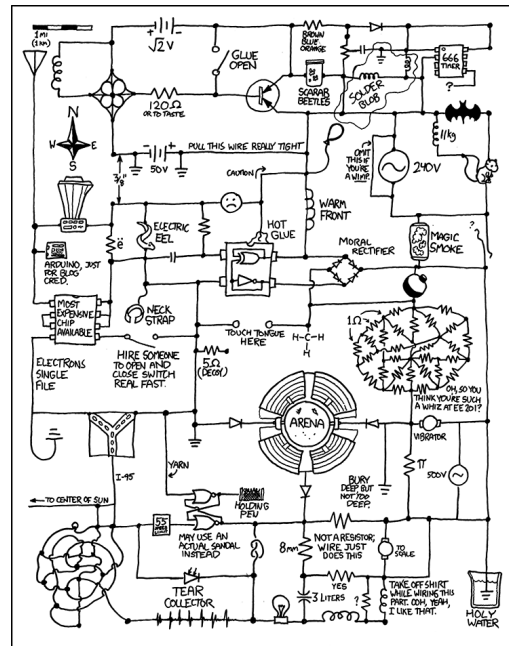 1 MI
(1 KM)
√2 V
GLUE
OPEN
BROWN
BLUE
ORANGE
SCARAB
BEETLES
SOLDER
BLOB
666
TIMER
?
120Ω
OR TO TASTE
N
W
E
S
50V
PULL THIS WIRE REALLY TIGHT
3/8"
CAUTION
OMIT
THIS IF
YOU'RE
A WIMP.
240V
11kg
?
ELECTRIC
EEL
HOT
GLUE
WARM
FRONT
MORAL
RECTIFIER
MAGIC
SMOKE
ARDUINO, JUST
FOR BLOG
CRED.
MOST
EXPENSIVE
CHIP
AVAILABLE
NECK
STRAP
TOUCH TONGUE
HERE
H-C-H
H
1Ω
ELECTRONS
SINGLE
FILE
HIRE SOMEONE
TO OPEN AND
CLOSE SWITCH
REAL FAST.
5Ω
(DECOY)
OH, SO YOU
THINK YOU'RE SUCH
A WHIZ AT EE 201?
ARENA
VIBRATOR
I-95
YARN
BURY
DEEP, BUT
NOT TOO
DEEP.
π
500V
TO CENTER OF SUN
HOLDING
PEN
555
MAY USE AN
ACTUAL SANDAL
INSTEAD
NOT A RESISTOR;
WIRE JUST
DOES THIS
8mm
TO
SCALE
TEAR
COLLECTOR
YES
3 LITERS
?
TAKE OFF SHIRT
WHILE WIRING THIS
PART. OOH, YEAH,
I LIKE THAT.
HOLY
WATER